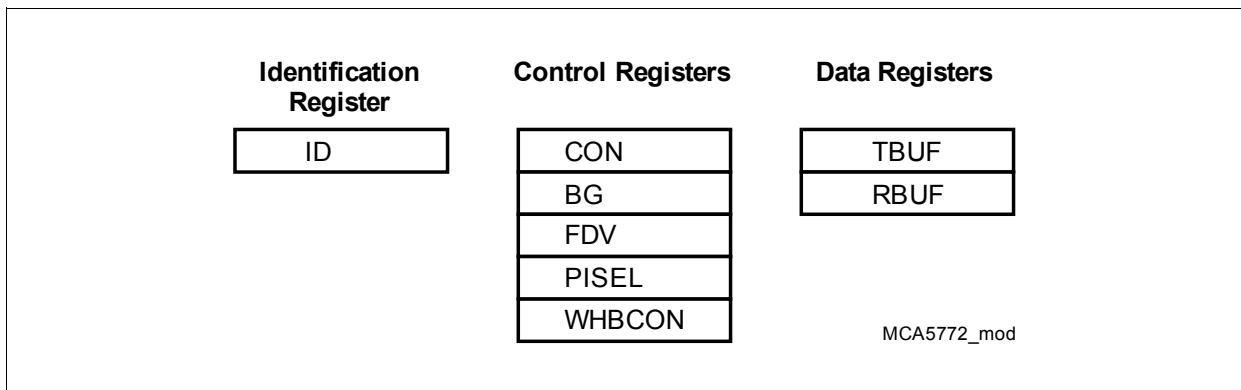 Identification
Register
ID
Control Registers
CON
BG
FDV
PISEL
WHBCON
Data Registers
TBUF
RBUF
MCA5772_mod